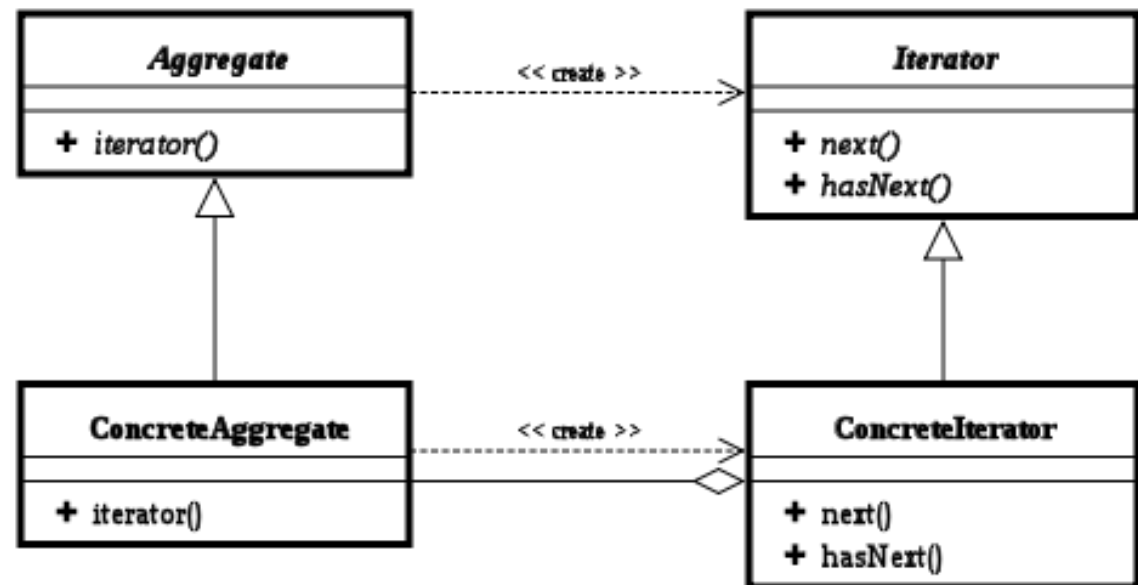 Aggregate
<< create >>
Iterator
+ iterator()
+ next()
+ hasNext()
ConcreteAggregate
<< create >>
ConcreteIterator
+ iterator()
+ next()
+ hasNext()